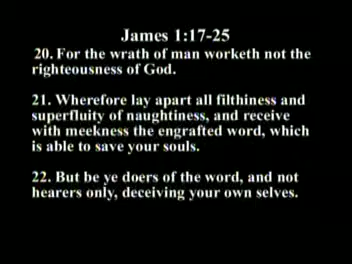 James 1:17-25
20. For the wrath of man worketh not the
righteousness of God.
21. Wherefore lay apart all filthiness and
superfluity of naughtiness, and receive
with meekness the engrafted word, which
is able to save your souls.
22. But be ye doers of the word, and not
hearers only, deceiving your own selves.